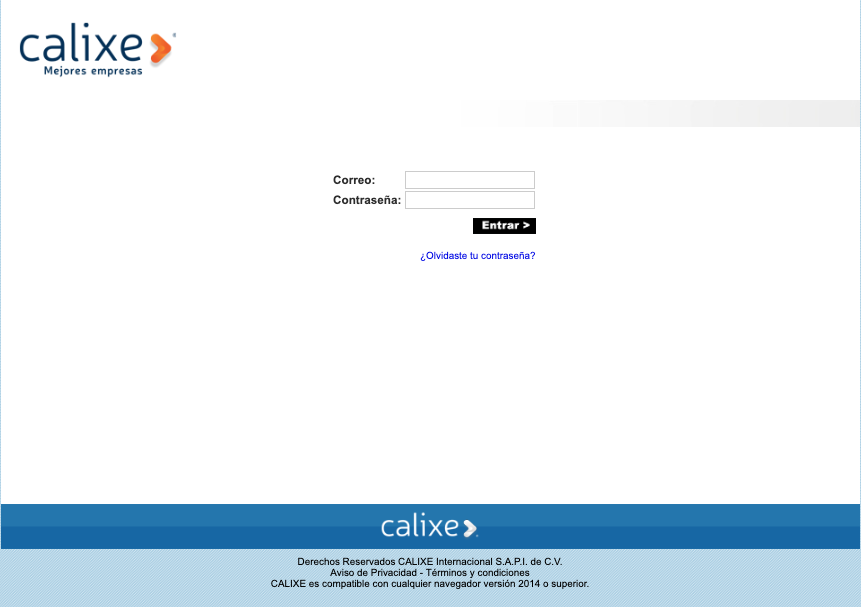 calixe
Mejores empresas
Correo:
Contraseña:
Entrar >
¿Olvidaste tu contraseña?
calixe
Derechos Reservados CALIXE Internacional S.A.P.I. de C.V.
Aviso de Privacidad - Términos y condiciones
CALIXE es compatible con cualquier navegador versión 2014 o superior.